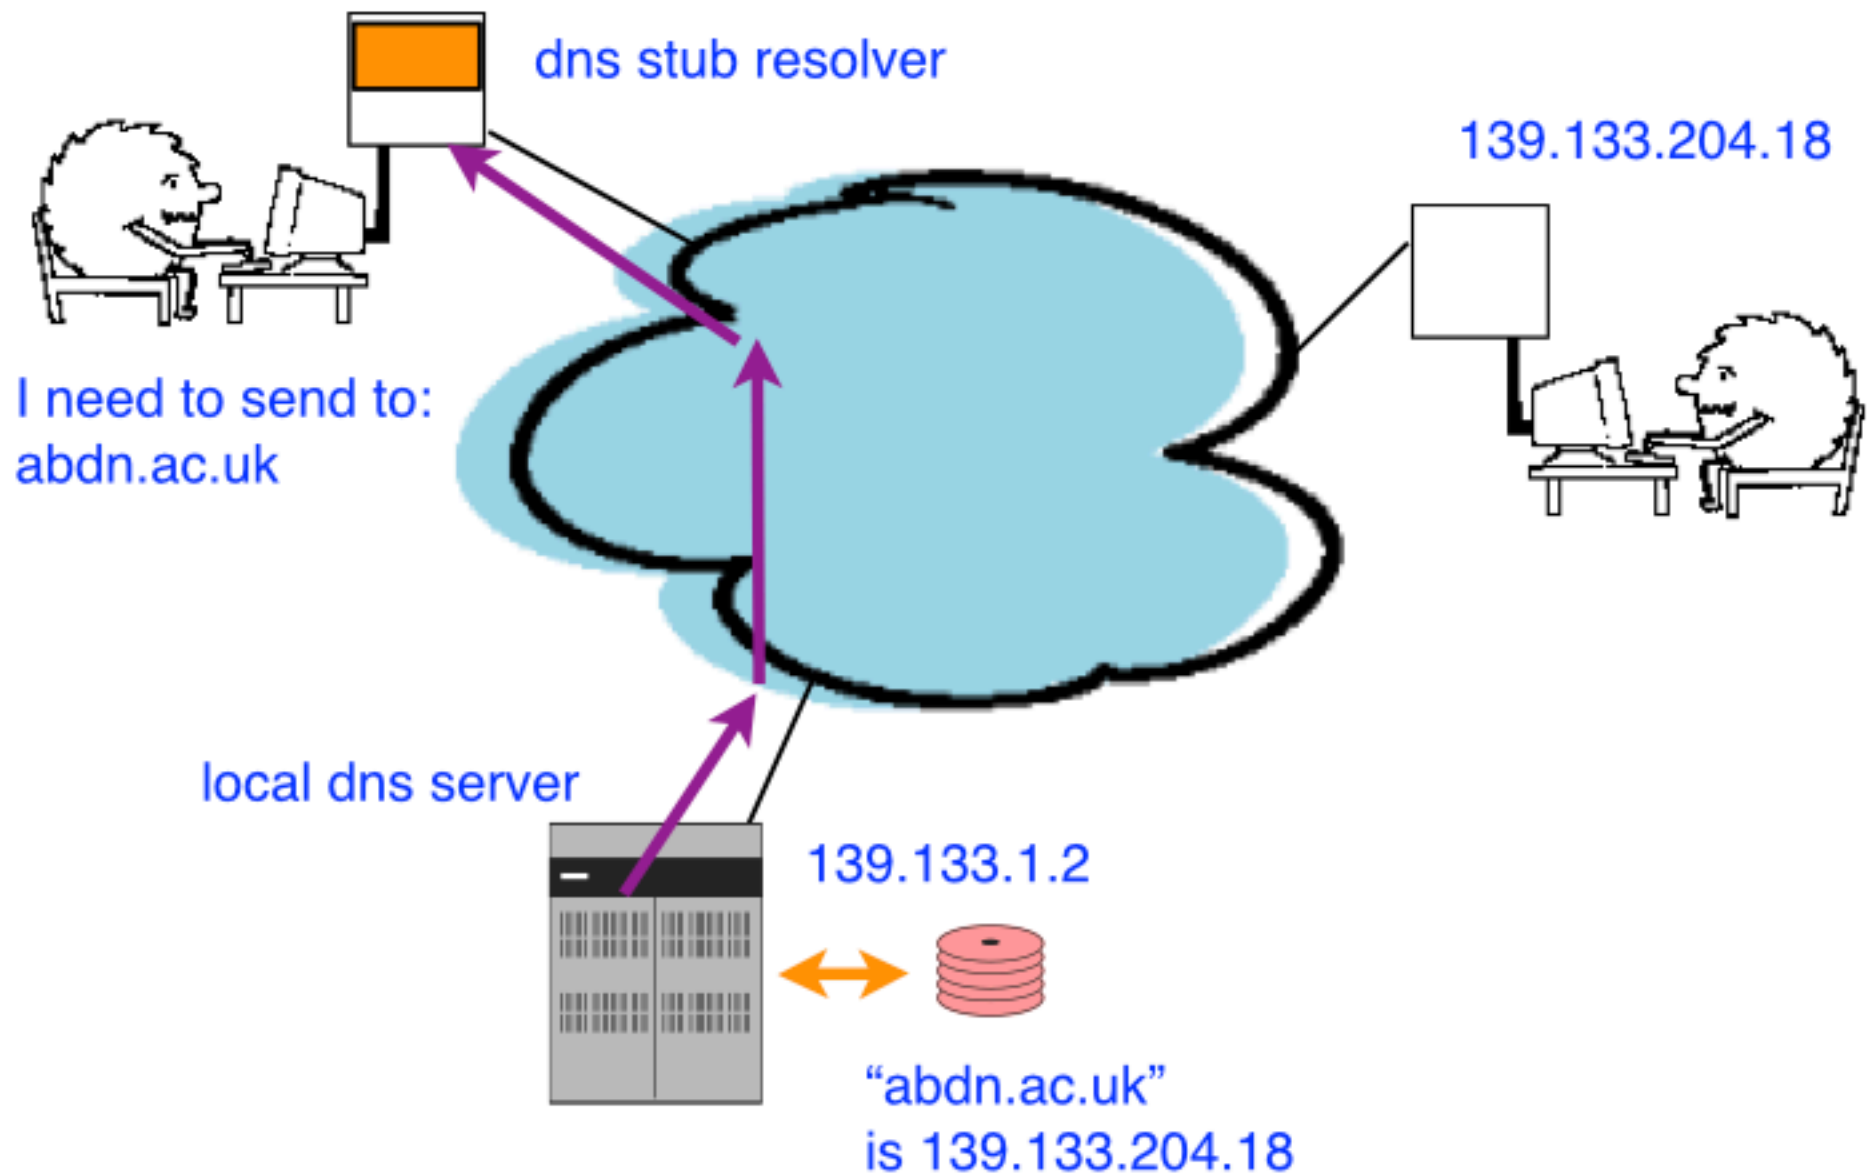 dns stub resolver
139.133.204.18
I need to send to:
abdn.ac.uk
local dns server
139.133.1.2
“abdn.ac.uk”
is 139.133.204.18